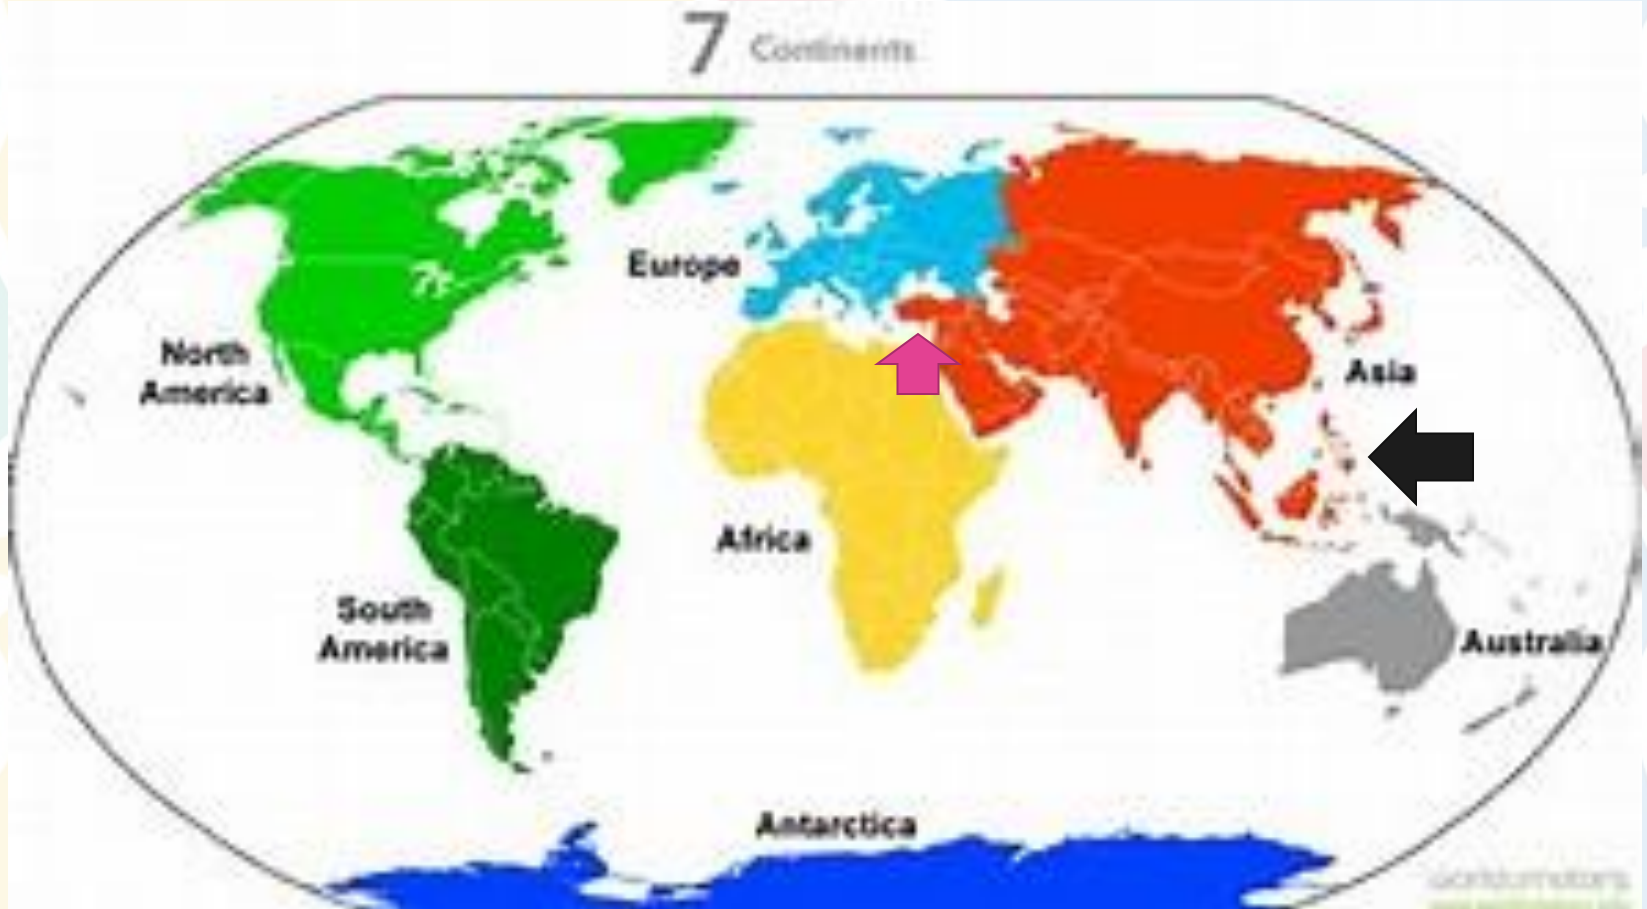 7 Continents
Europe
North
America
Asia
Africa
South
America
Australia
Antarctica